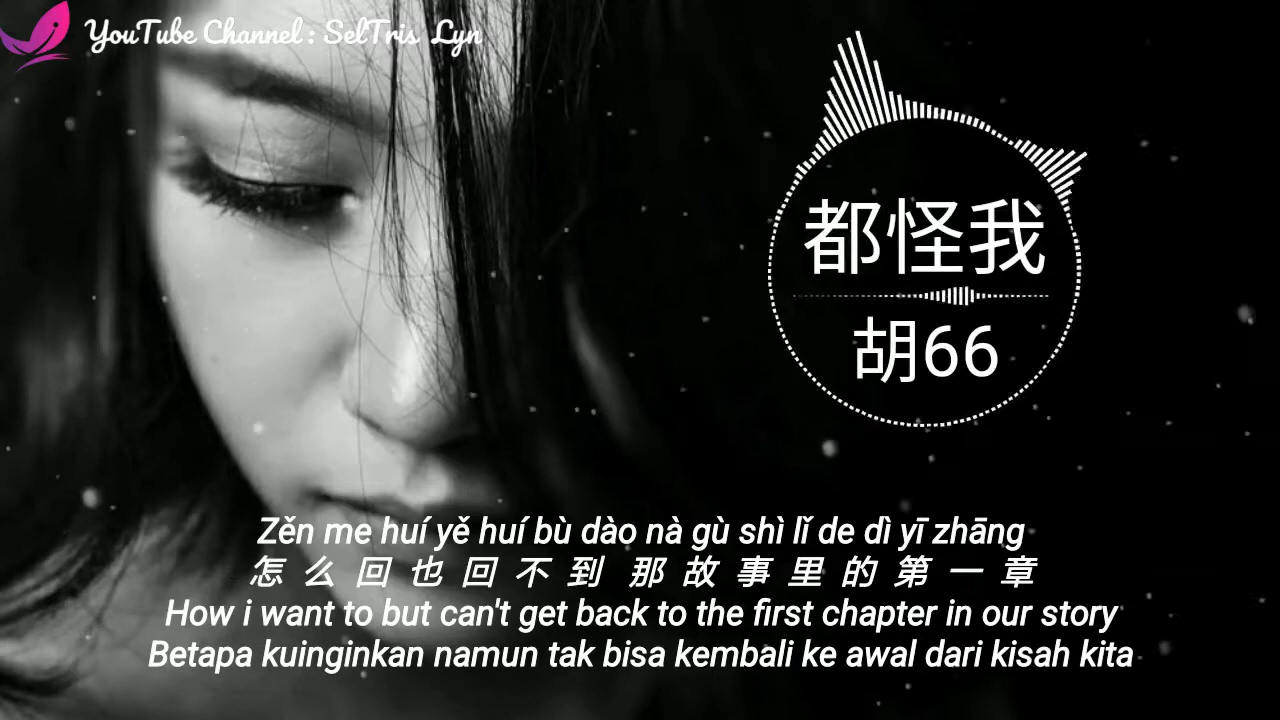 YouTube Channel : SelTris Lyn
都怪我
胡66
Zěn me huí yě huí bù dào nà gù shì lǐ de dì yī zhāng
怎 么 回 也 回 不 到 那 故 事 里 的 第 一 章
How i want to but can't get back to the first chapter in our story
Betapa kuinginkan namun tak bisa kembali ke awal dari kisah kita